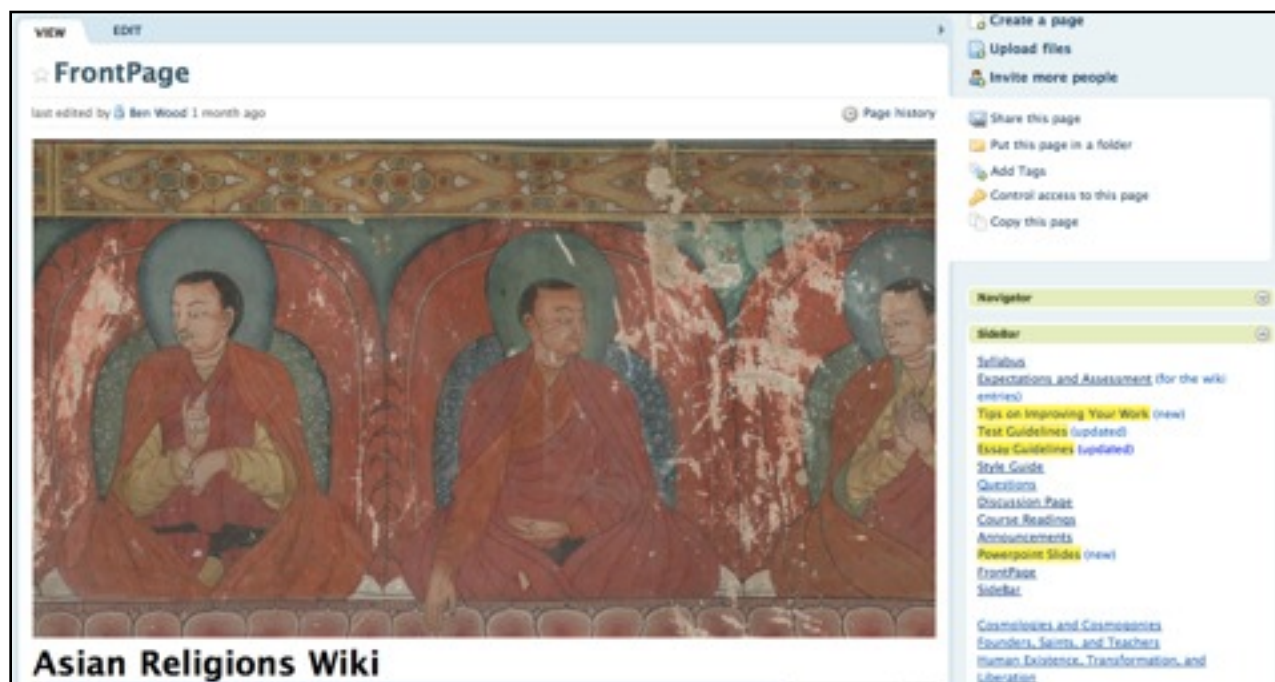 VIEW EDIT
FrontPage
last edited by Ben Wood 1 month ago Page history
Asian Religions Wiki
Create a page
Upload files
Invite more people
Share this page
Put this page in a folder
Add Tags
Control access to this page
Copy this page
Navigator
SideBar
Syllabus
Expectations and Assessment (for the wiki
entries)
Tips on Improving Your Work (new)
Test Guidelines (updated)
Essay Guidelines (updated)
Style Guide
Questions
Discussion Page
Course Readings
Announcements
Powerpoint Slides (new)
FrontPage
SideBar
Cosmologies and Cosmogonies
Founders, Saints, and Teachers
Human Existence, Transformation, and
Liberation